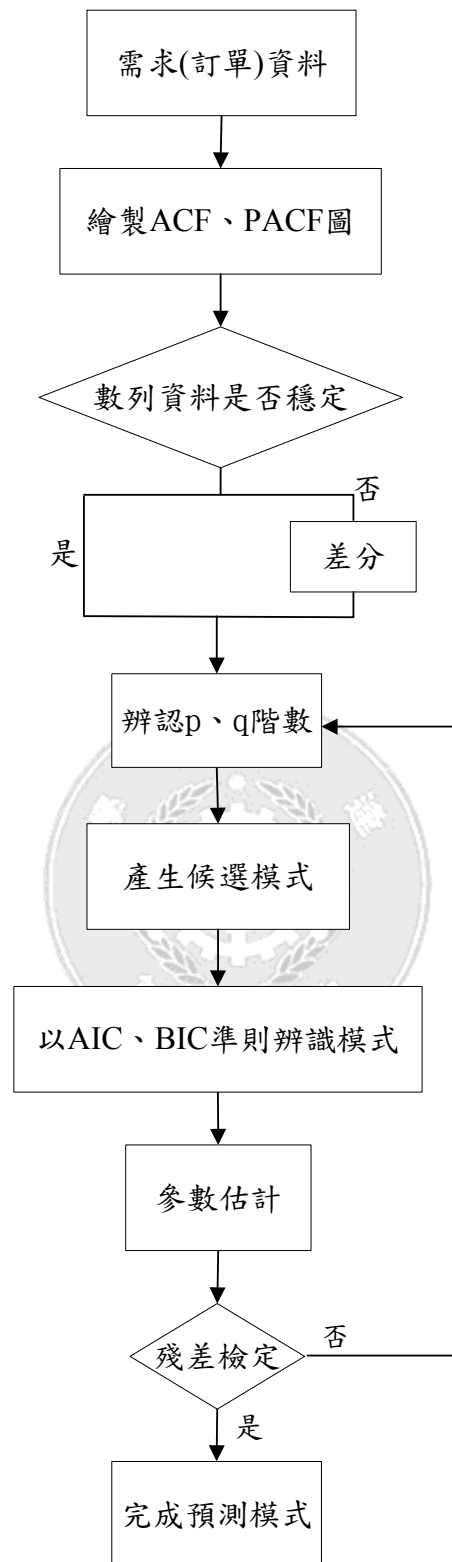 需求(訂單)資料
繪製ACF、PACF圖
數列資料是否穩定
否
是
差分
辨認p、q階數
產生候選模式
以AIC、BIC準則辨識模式
參數估計
殘差檢定
否
是
完成預測模式